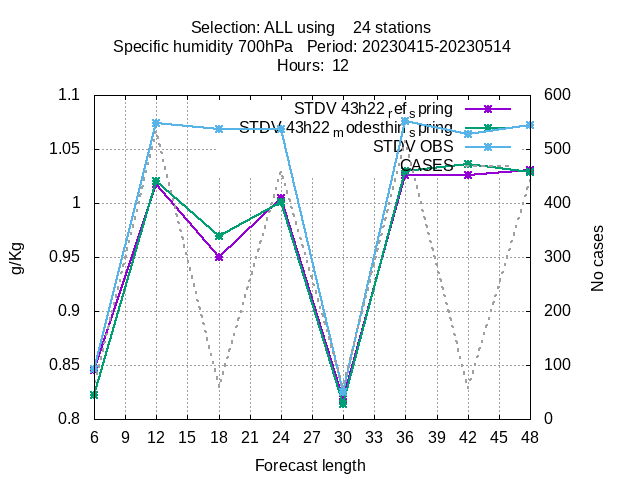 Selection: ALL using    24 stations
Specific humidity 700hPa   Period: 20230415-20230514
Hours:  12
1.1
1.05
1
0.95
0.9
0.85
0.8
g/Kg
STDV 43h22_ref_spring
STDV 43h22_modesthin_spring
STDV OBS
CASES
600
500
400
300
200
100
0
No cases
6 9 12 15 18 21 24 27 30 33 36 39 42 45 48
Forecast length